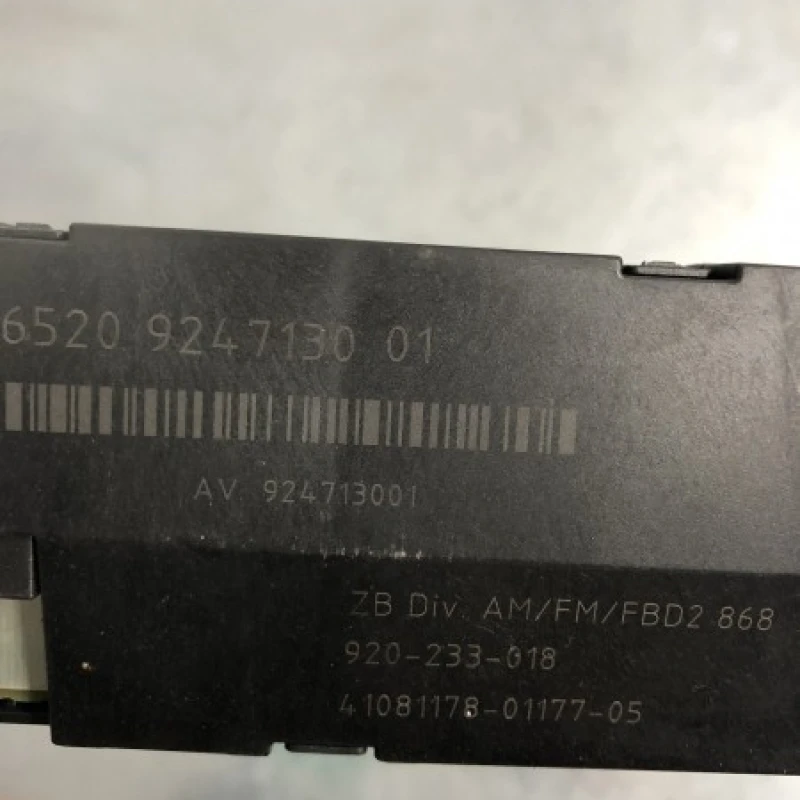 6520 9247130 01
AV 924713001
ZB Div. AM/FM/FBD2 868
920-233-018
41081178-01177-05